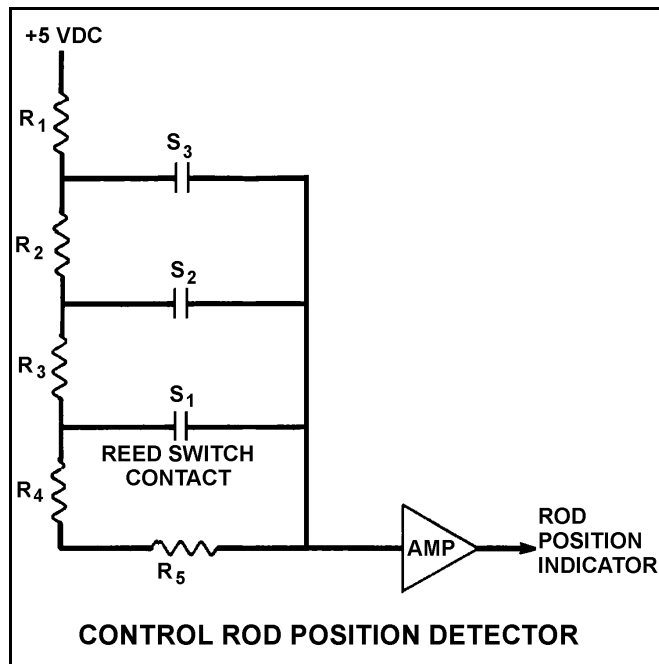 +5 VDC
R1
S3
R2
S2
R3
S1
REED SWITCH
CONTACT
R4
R5
AMP
ROD
POSITION
INDICATOR
CONTROL ROD POSITION DETECTOR